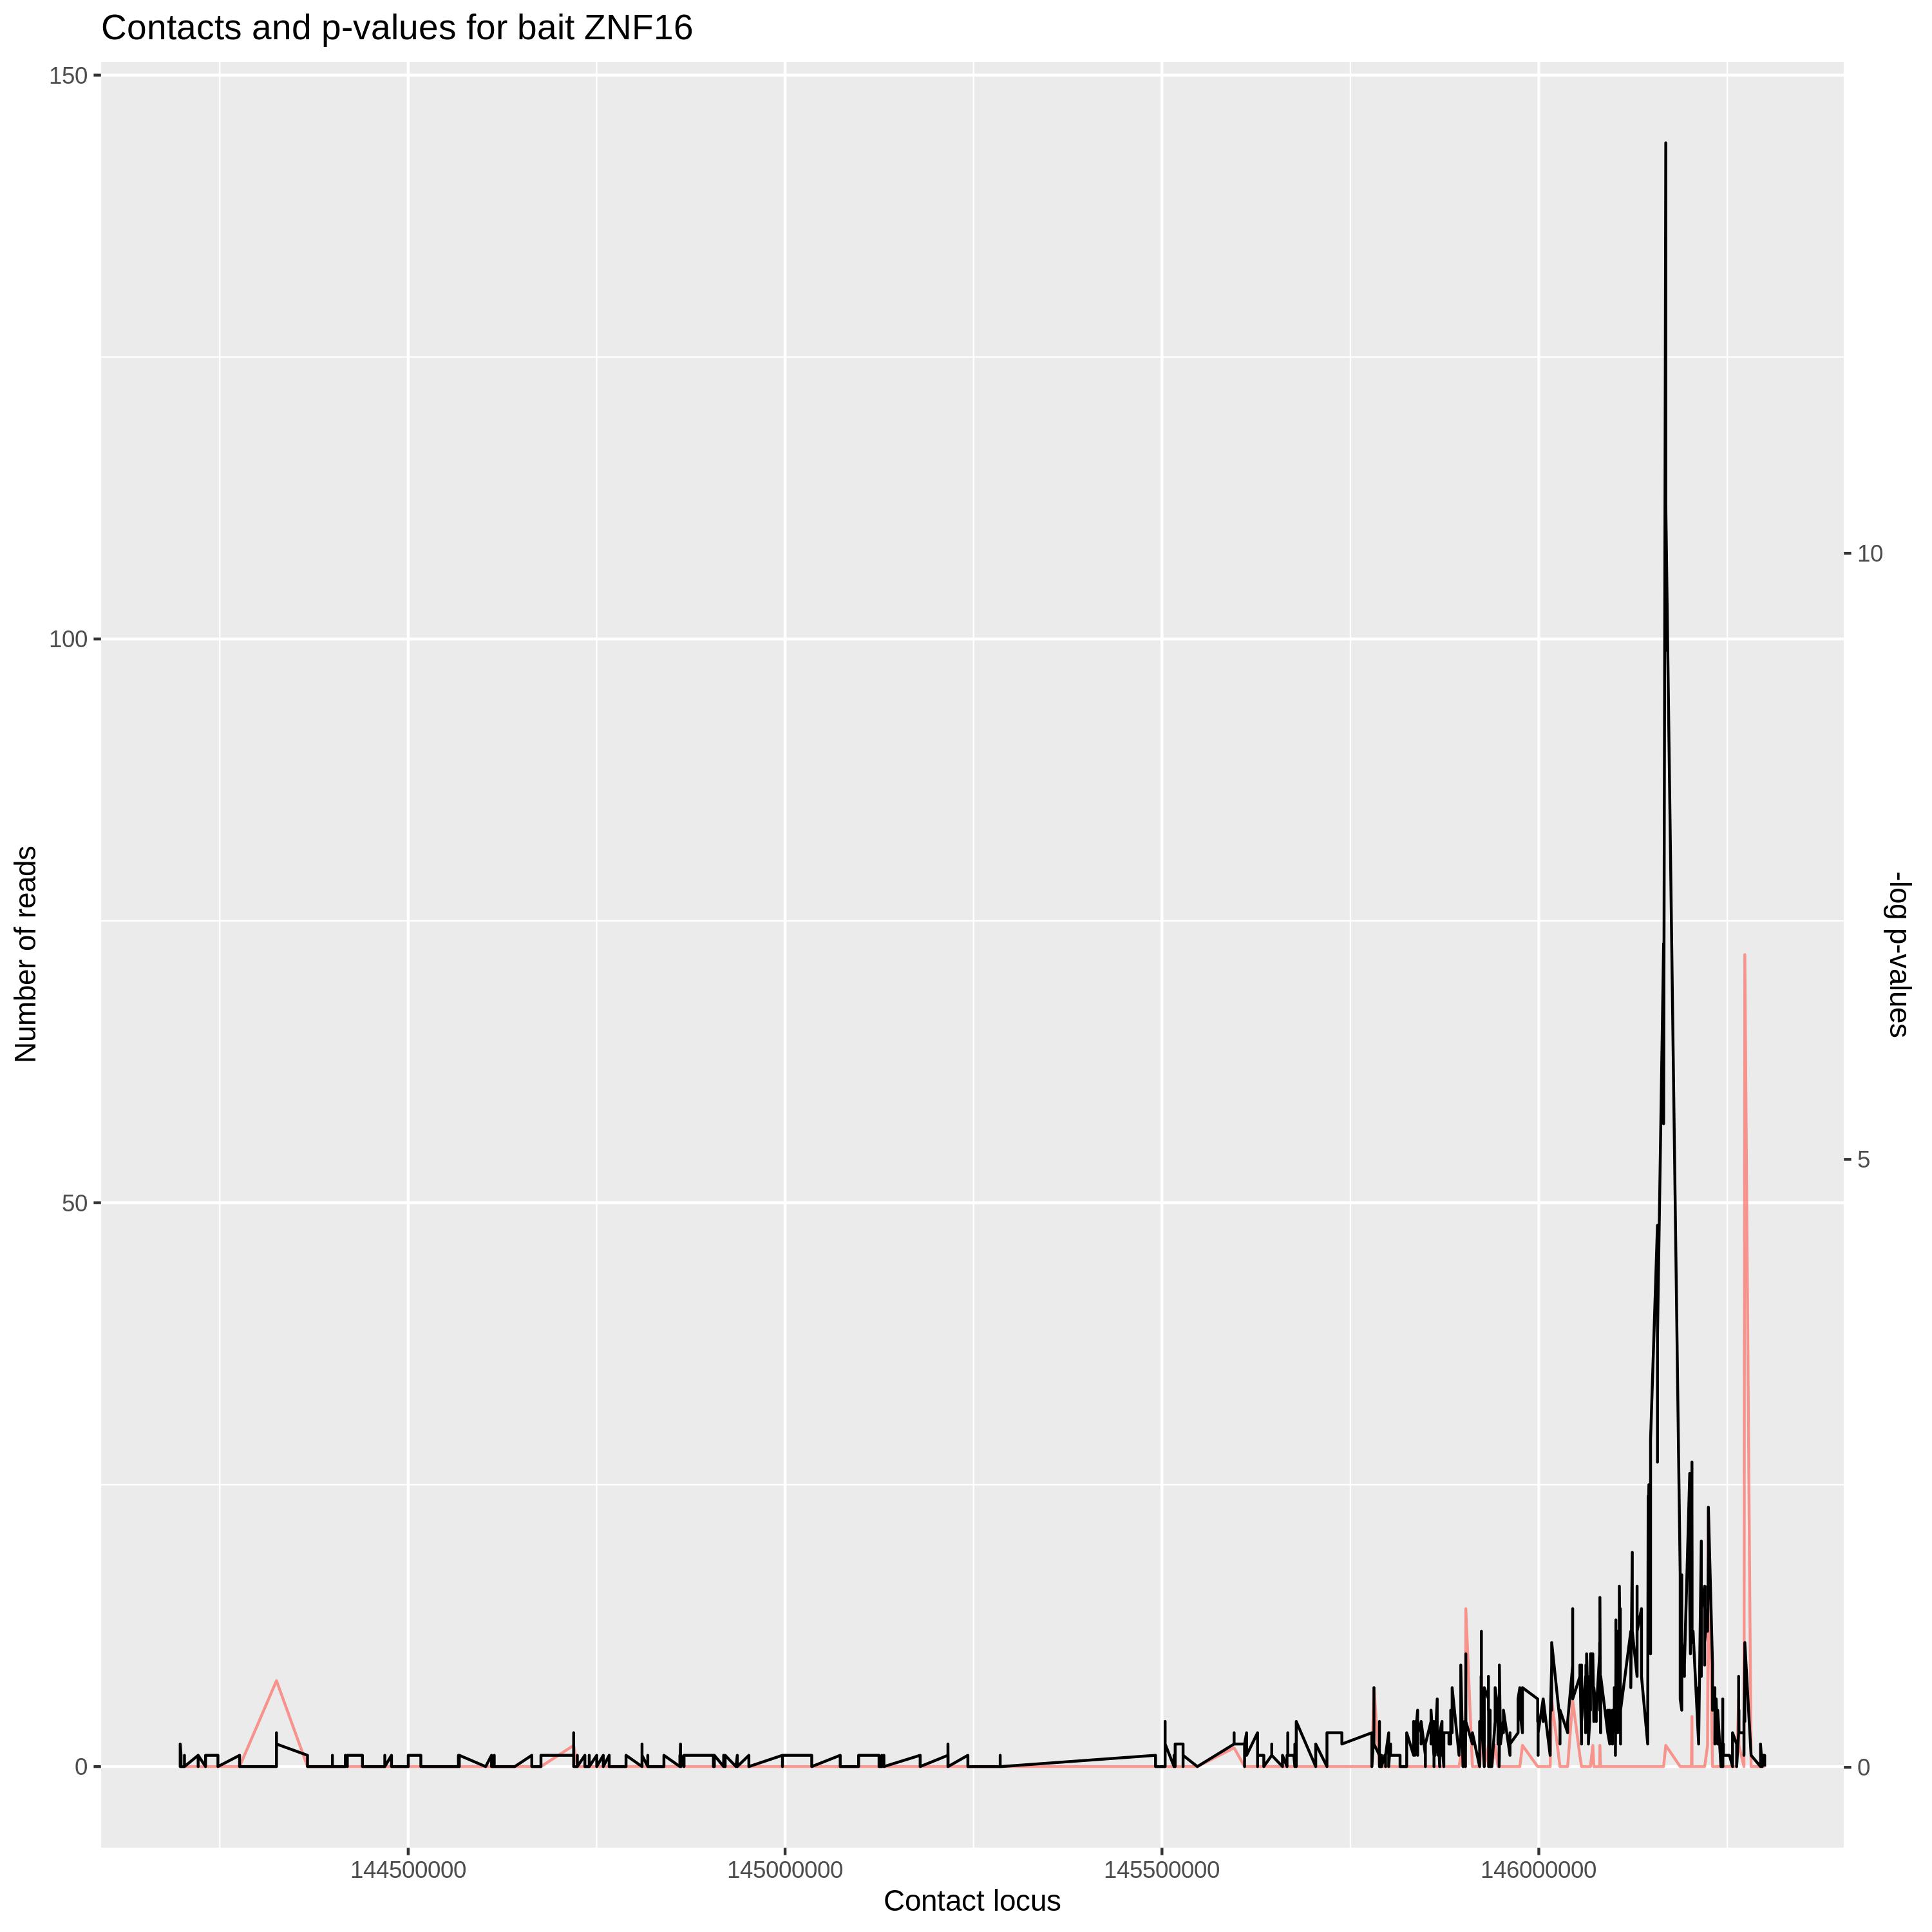 Contacts and p-values for bait ZNF16
150
100
50
0
Number of reads
10
5
0
-log p-values
144500000 145000000 145500000 146000000
Contact locus